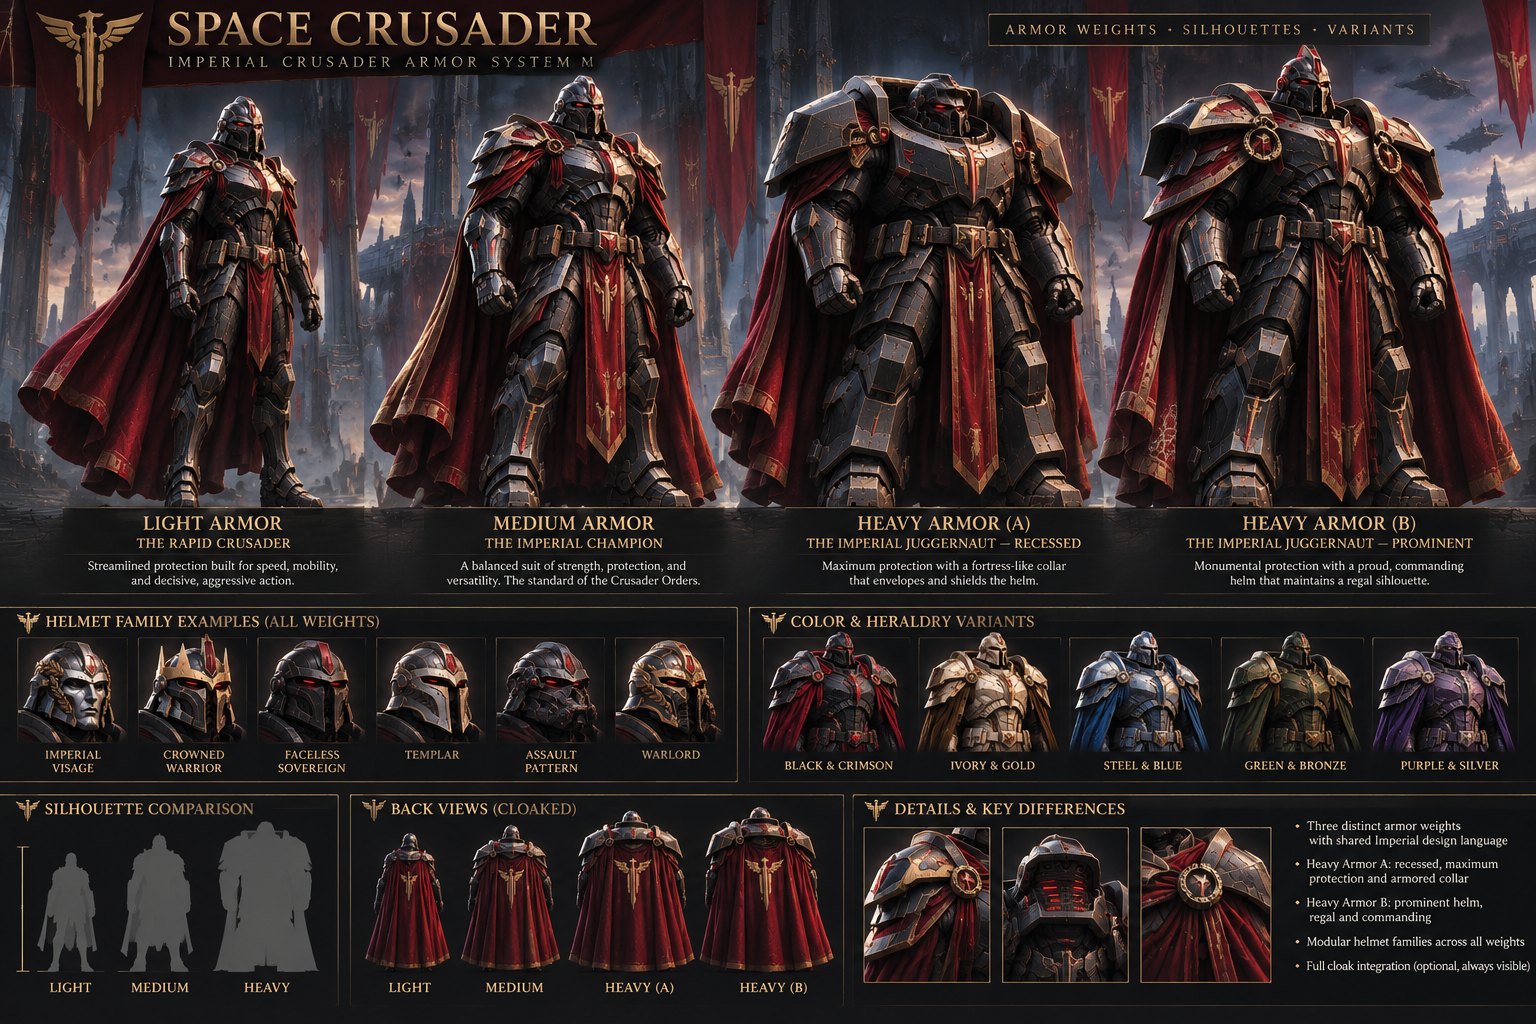 SPACE CRUSADER
IMPERIAL CRUSADER ARMOR SYSTEM M
ARMOR WEIGHTS • SILHOUETTES • VARIANTS
LIGHT ARMOR
THE RAPID CRUSADER
Streamlined protection built for speed, mobility,
and decisive, aggressive action.
MEDIUM ARMOR
THE IMPERIAL CHAMPION
A balanced suit of strength, protection, and
versatility. The standard of the Crusader Orders.
HEAVY ARMOR (A)
THE IMPERIAL JUGGERNAUT — RECESSED
Maximum protection with a fortress-like collar
that envelopes and shields the helm.
HEAVY ARMOR (B)
THE IMPERIAL JUGGERNAUT — PROMINENT
Monumental protection with a proud, commanding
helm that maintains a regal sihlouette.
HELMET FAMILY EXAMPLES (ALL WEIGHTS)
IMPERIAL
VISAGE
CROWNED
WARRIOR
FACELESS
SOVEREIGN
TEMPLAR
ASSAULT
PATTERN
WARLORD
COLOR & HERALDRY VARIANTS
BLACK & CRIMSON
IVORY & GOLD
STEEL & BLUE
GREEN & BRONZE
PURPLE & SILVER
SILHOUETTE COMPARISON
LIGHT
MEDIUM
HEAVY
BACK VIEWS (CLOAKED)
LIGHT
MEDIUM
HEAVY (A)
HEAVY (B)
DETAILS & KEY DIFFERENCES
• Three distinct armor weights
with shared Imperial design language
• Heavy Armor A: recessed, maximum
protection and armored collar
• Heavy Armor B: prominent helm,
regal and commanding
• Modular helmet families across all weights
• Full cloak integration (optional, always visible)